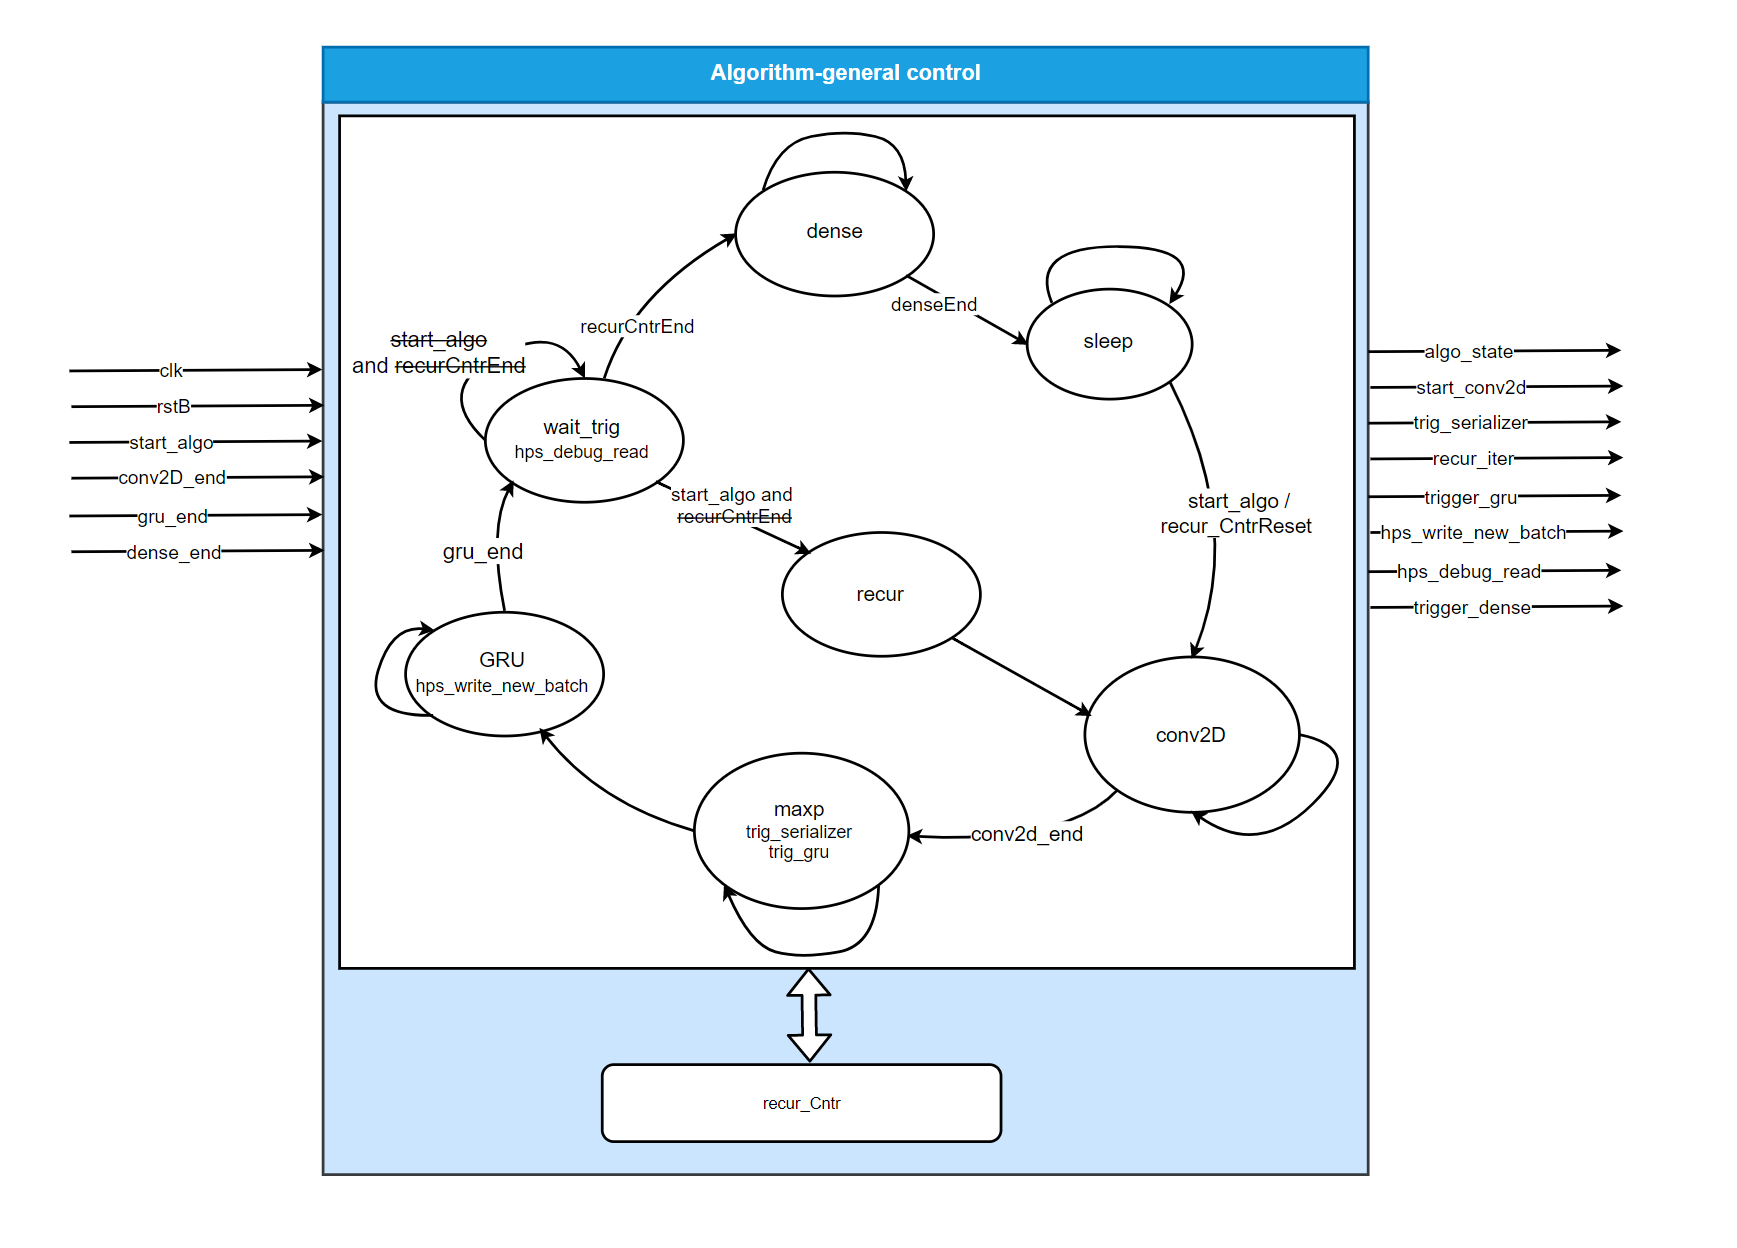 Algorithm-general control
dense
denseEnd
sleep
recurCntrEnd
start_algo
and recurCntrEnd
wait_trig
hps_debug_read
start_algo and
recurCntrEnd
recur
start_algo /
recur_CntrReset
gru_end
GRU
hps_write_new_batch
conv2D
maxp
trig_serializer
trig_gru
conv2d_end
recur_Cntr
clk
rstB
start_algo
conv2D_end
gru_end
dense_end
algo_state
start_conv2d
trig_serializer
recur_iter
trigger_gru
hps_write_new_batch
hps_debug_read
trigger_dense